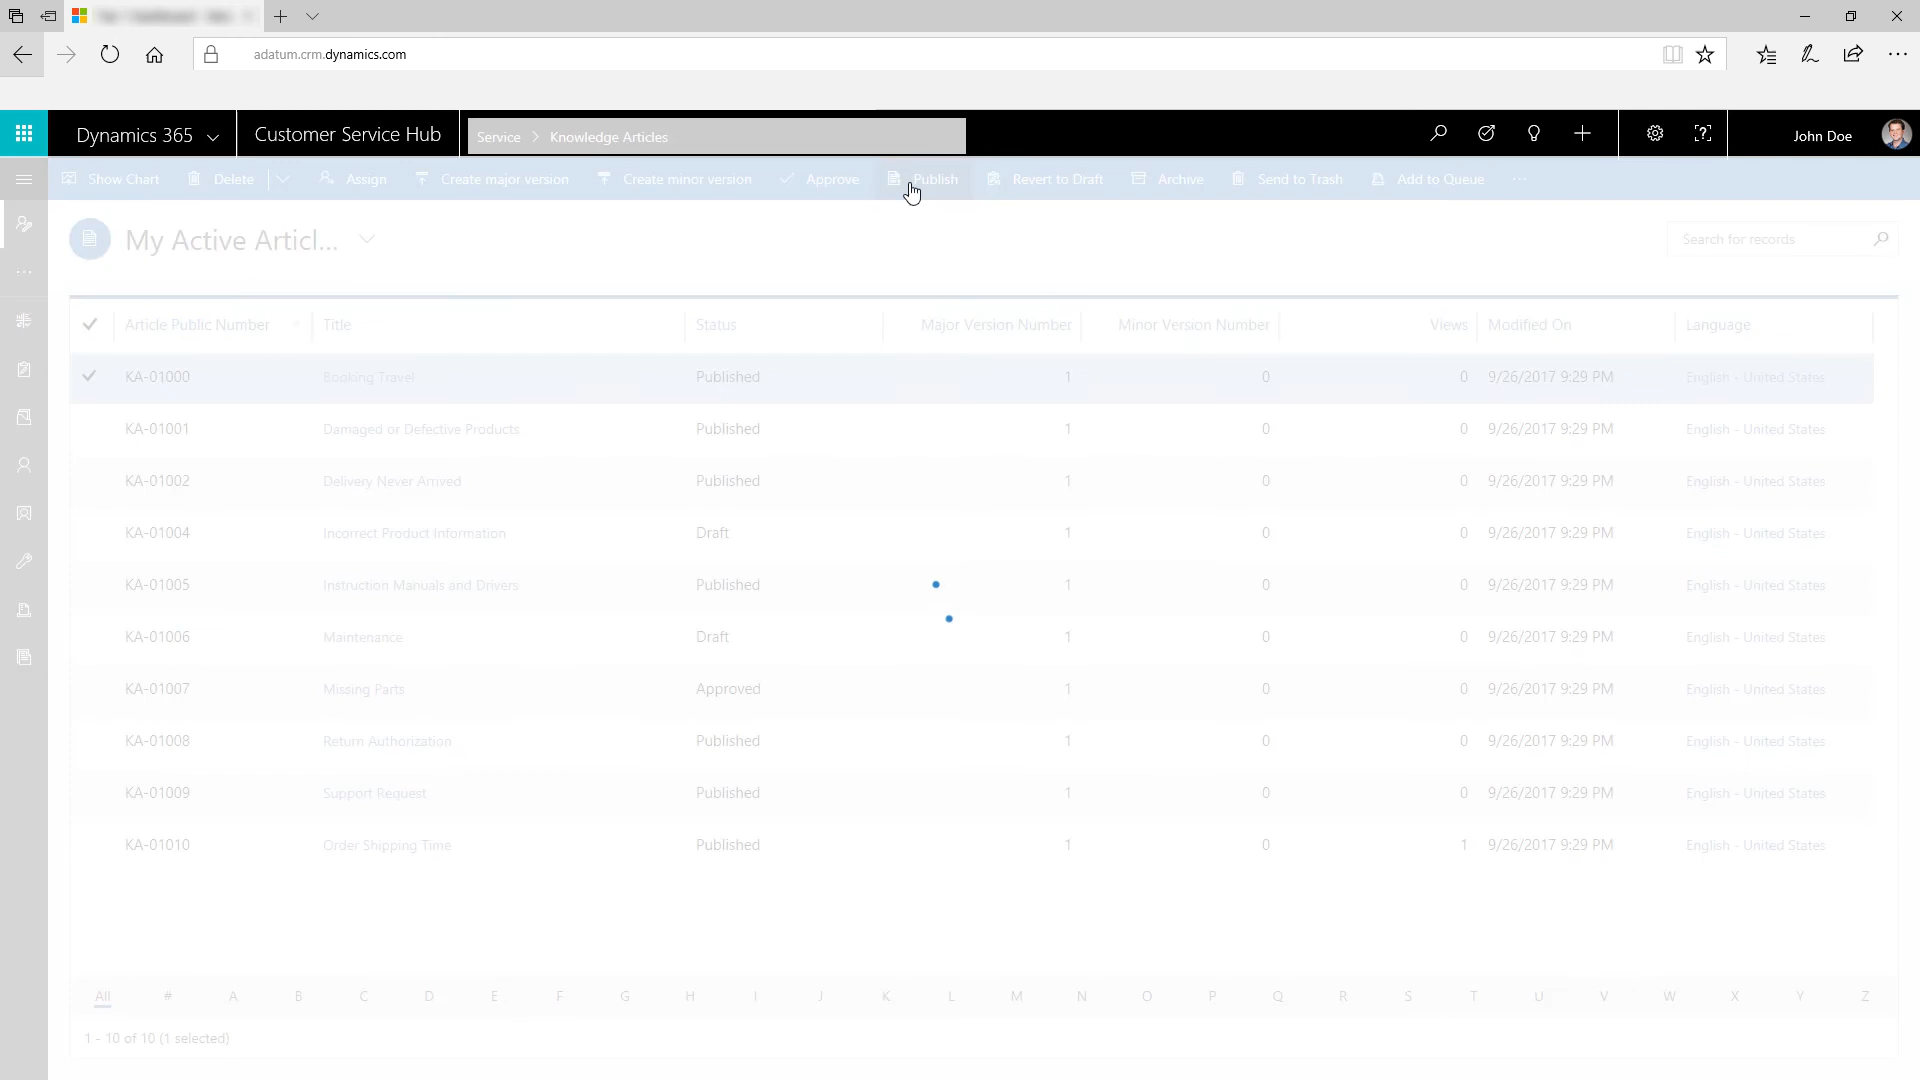 adatum.crm.dynamics.com
Dynamics 365 Customer Service Hub Service > Knowledge Articles John Doe
Show Chart Delete Assign Create major version Create minor version Approve Publish Revert to Draft Archive Send to Trash Add to Queue ...
My Active Articl...
Search for records
Article Public Number Title Status Major Version Number Minor Version Number Views Modified On Language
KA-01000 Booking Travel Published 1 0 0 9/26/2017 9:29 PM English - United States
KA-01001 Damaged or Defective Products Published 1 0 0 9/26/2017 9:29 PM English - United States
KA-01002 Delivery Never Arrived Published 1 0 0 9/26/2017 9:29 PM English - United States
KA-01004 Incorrect Product Information Draft 1 0 0 9/26/2017 9:29 PM English - United States
KA-01005 Instruction Manuals and Drivers Published 1 0 0 9/26/2017 9:29 PM English - United States
KA-01006 Maintenance Draft 1 0 0 9/26/2017 9:29 PM English - United States
KA-01007 Missing Parts Approved 1 0 0 9/26/2017 9:29 PM English - United States
KA-01008 Return Authorization Published 1 0 0 9/26/2017 9:29 PM English - United States
KA-01009 Support Request Published 1 0 0 9/26/2017 9:29 PM English - United States
KA-01010 Order Shipping Time Published 1 0 1 9/26/2017 9:29 PM English - United States
All # A B C D E F G H I J K L M N O P Q R S T U V W X Y Z
1 - 10 of 10 (1 selected)